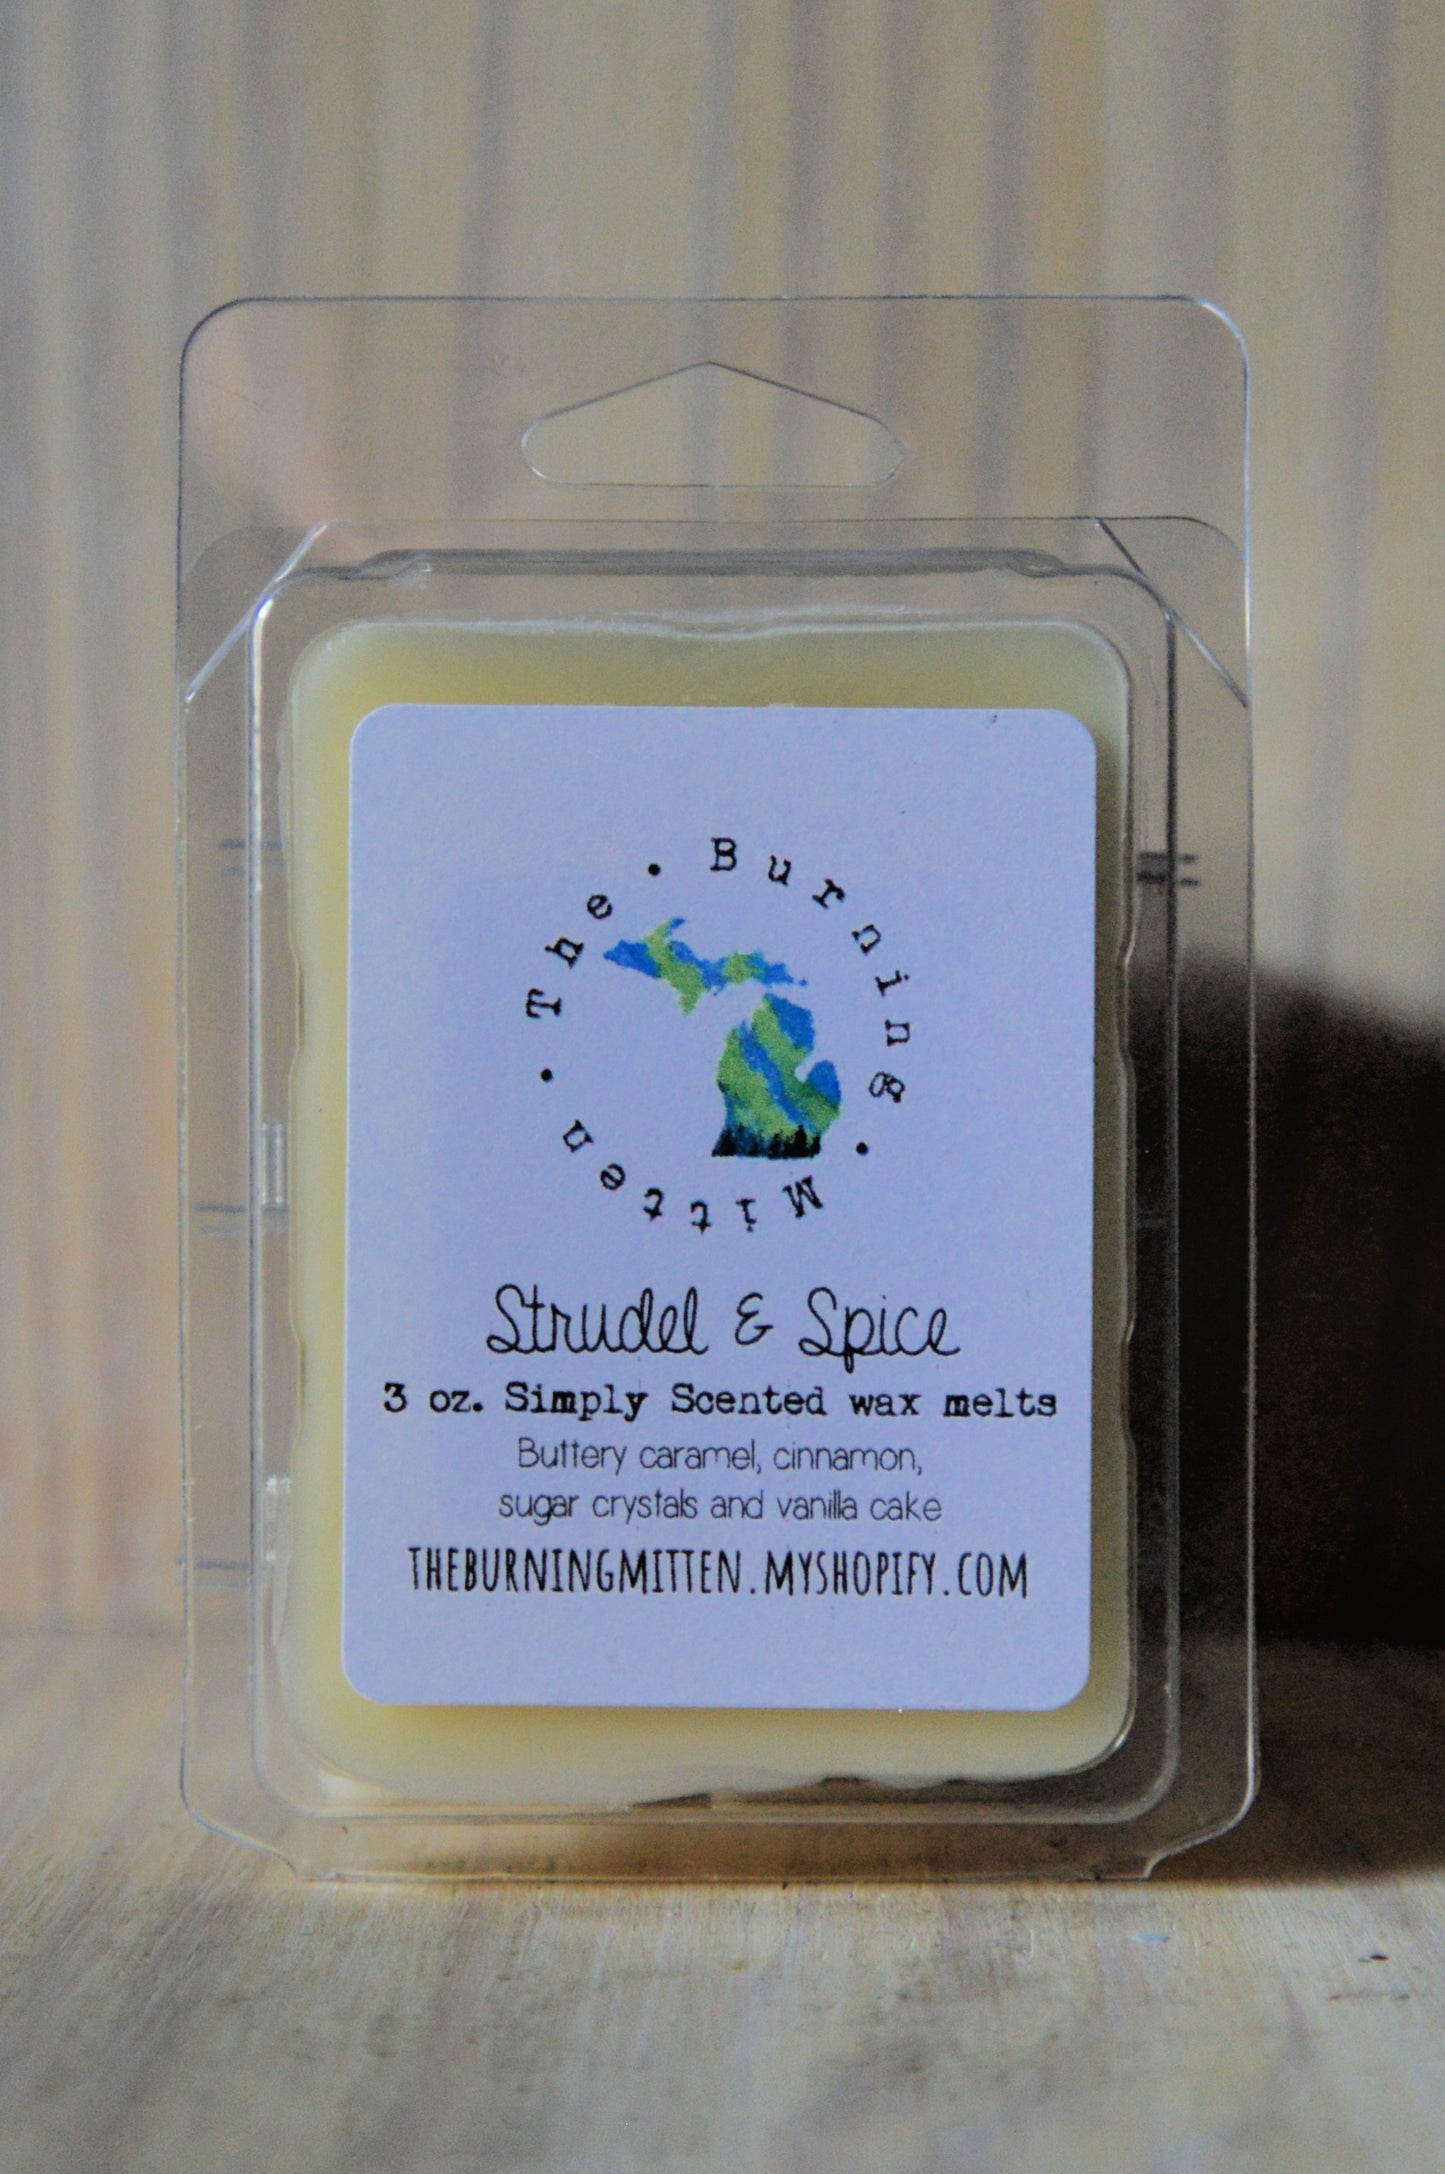 The • Burning • Mitten •
Strudel & Spice
3 oz. Simply Scented wax melts
Buttery caramel, cinnamon,
sugar crystals and vanilla cake
THEBURNINGMITTEN.MYSHOPIFY.COM